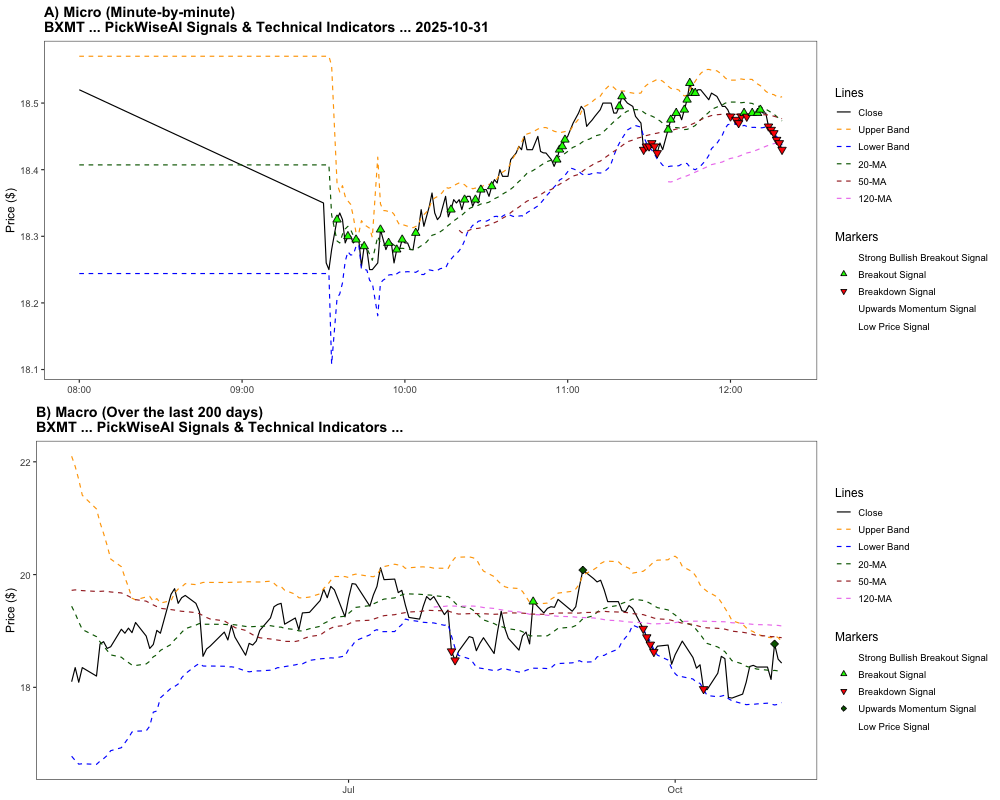 A) Micro (Minute-by-minute)
BXMT ... PickWiseAI Signals & Technical Indicators ... 2025-10-31
Price ($)
18.5
18.4
18.3
18.2
18.1
08:00
09:00
10:00
11:00
12:00
Lines
Close
Upper Band
Lower Band
20-MA
50-MA
120-MA
Markers
Strong Bullish Breakout Signal
Breakout Signal
Breakdown Signal
Upwards Momentum Signal
Low Price Signal
B) Macro (Over the last 200 days)
BXMT ... PickWiseAI Signals & Technical Indicators ...
Price ($)
22
20
18
Jul
Oct
Lines
Close
Upper Band
Lower Band
20-MA
50-MA
120-MA
Markers
Strong Bullish Breakout Signal
Breakout Signal
Breakdown Signal
Upwards Momentum Signal
Low Price Signal